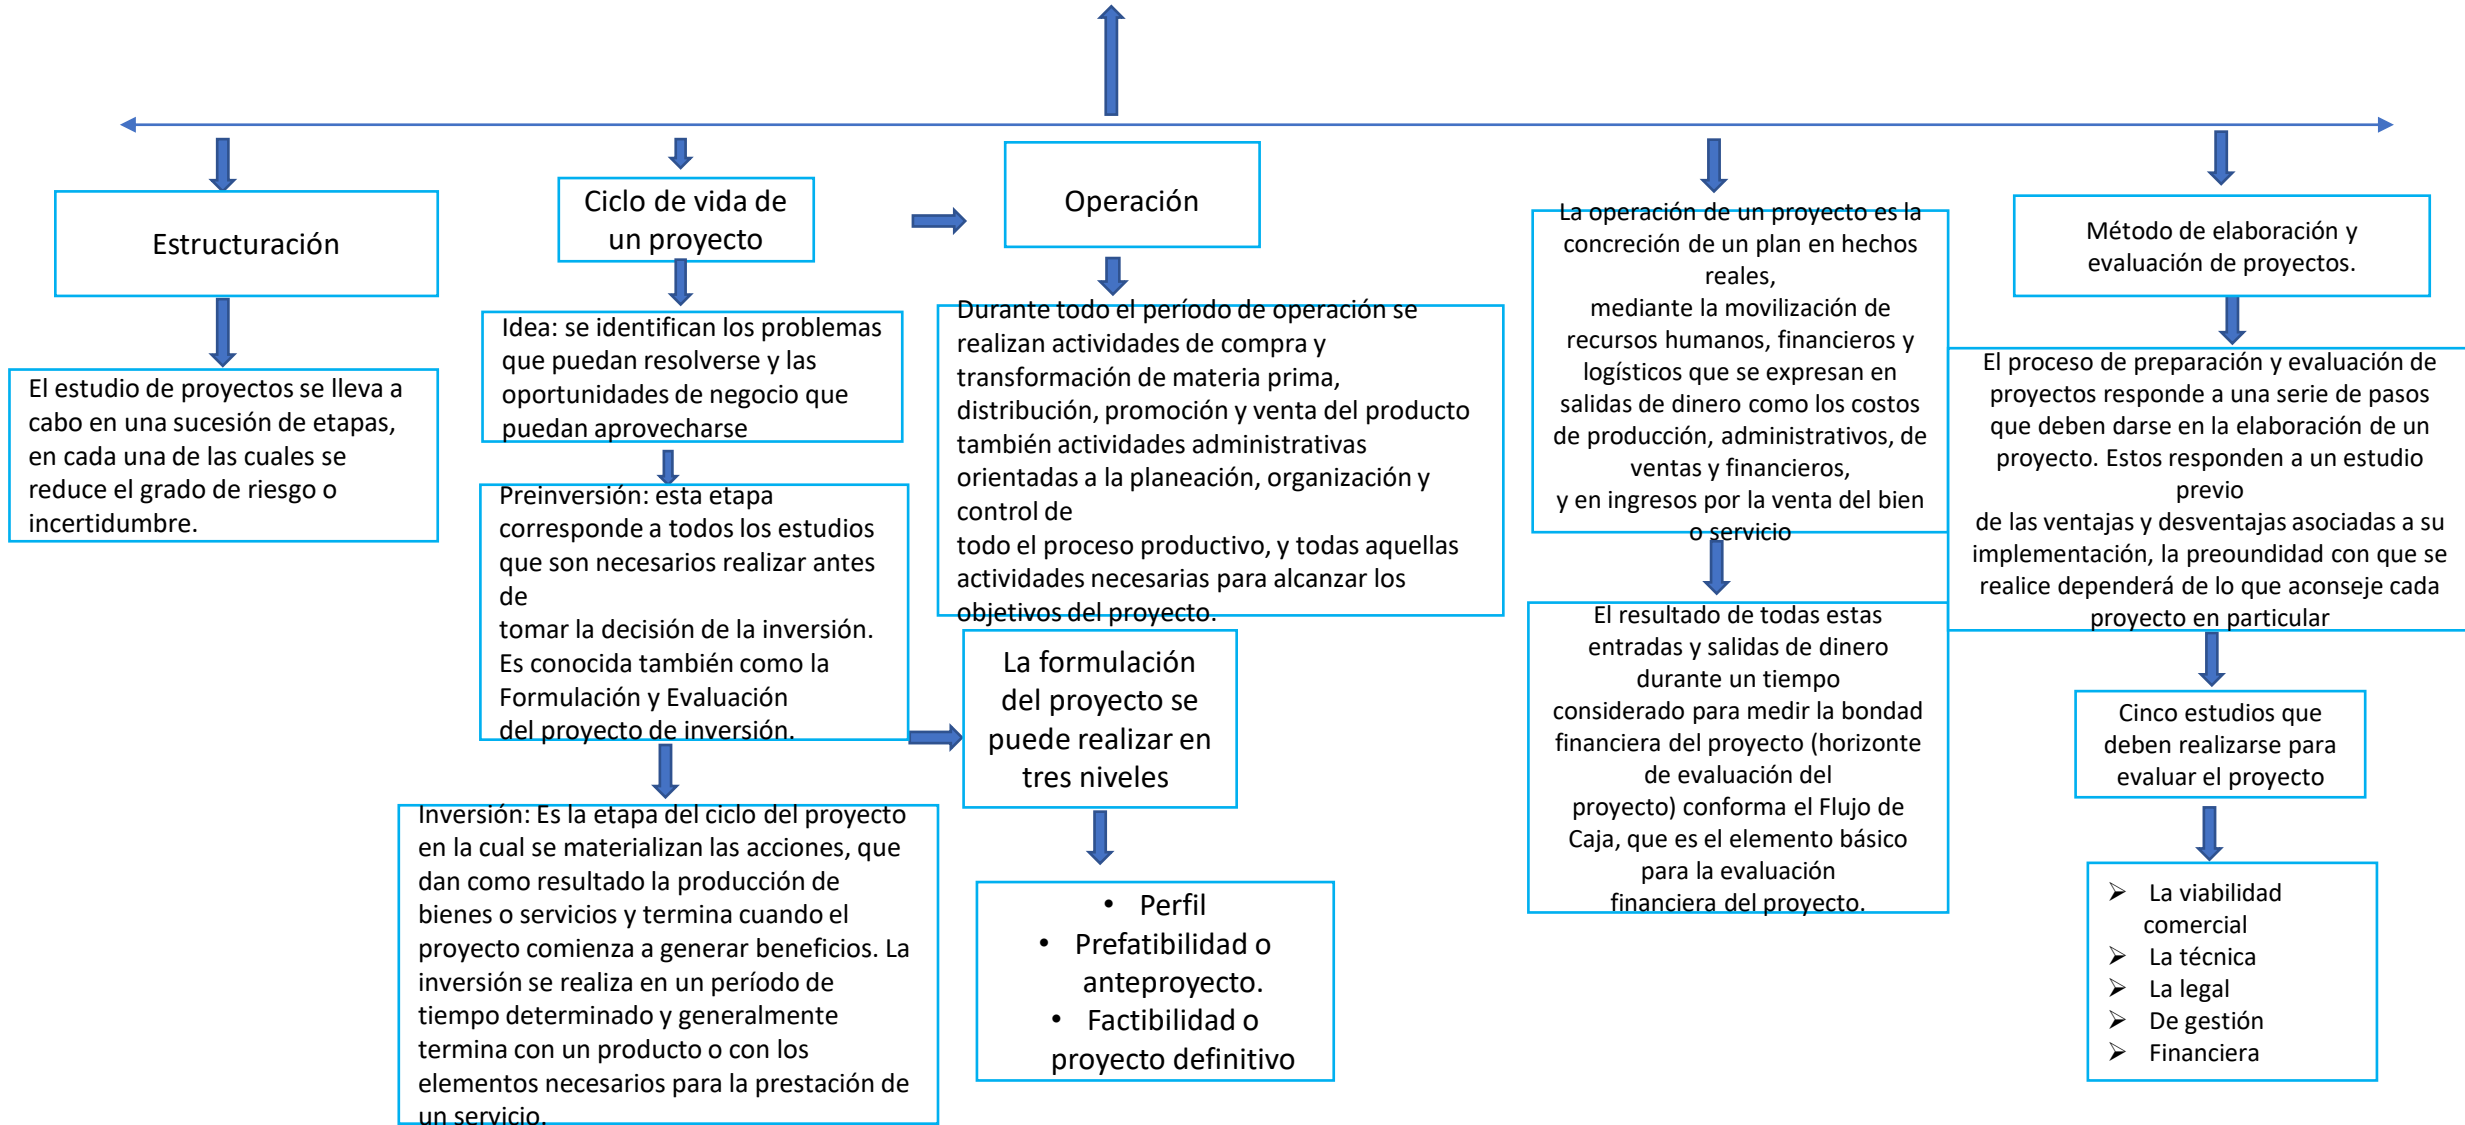 Estructuración
El estudio de proyectos se lleva a
cabo en una sucesión de etapas,
en cada una de las cuales se
reduce el grado de riesgo o
incertidumbre.
Ciclo de vida de
un proyecto
Idea: se identifican los problemas
que puedan resolverse y las
oportunidades de negocio que
puedan aprovecharse
Preinversión: esta etapa
corresponde a todos los estudios
que son necesarios realizar antes
de
tomar la decisión de la inversión.
Es conocida también como la
Formulación y Evaluación
del proyecto de inversión.
Inversión: Es la etapa del ciclo del proyecto
en la cual se materializan las acciones, que
dan como resultado la producción de
bienes o servicios y termina cuando el
proyecto comienza a generar beneficios. La
inversión se realiza en un período de
tiempo determinado y generalmente
termina con un producto o con los
elementos necesarios para la prestación de
un servicio.
Operación
Durante todo el período de operación se
realizan actividades de compra y
transformación de materia prima,
distribución, promoción y venta del producto
también actividades administrativas
orientadas a la planeación, organización y
control de
todo el proceso productivo, y todas aquellas
actividades necesarias para alcanzar los
objetivos del proyecto.
La formulación
del proyecto se
puede realizar en
tres niveles
• Perfil
• Prefatibilidad o
anteproyecto.
• Factibilidad o
proyecto definitivo
La operación de un proyecto es la
concreción de un plan en hechos
reales,
mediante la movilización de
recursos humanos, financieros y
logísticos que se expresan en
salidas de dinero como los costos
de producción, administrativos, de
ventas y financieros,
y en ingresos por la venta del bien
o servicio
El resultado de todas estas
entradas y salidas de dinero
durante un tiempo
considerado para medir la bondad
financiera del proyecto (horizonte
de evaluación del
proyecto) conforma el Flujo de
Caja, que es el elemento básico
para la evaluación
financiera del proyecto.
Método de elaboración y
evaluación de proyectos.
El proceso de preparación y evaluación de
proyectos responde a una serie de pasos
que deben darse en la elaboración de un
proyecto. Estos responden a un estudio
previo
de las ventajas y desventajas asociadas a su
implementación, la preoundidad con que se
realice dependerá de lo que aconseje cada
proyecto en particular
Cinco estudios que
deben realizarse para
evaluar el proyecto
➢ La viabilidad
comercial
➢ La técnica
➢ La legal
➢ De gestión
➢ Financiera